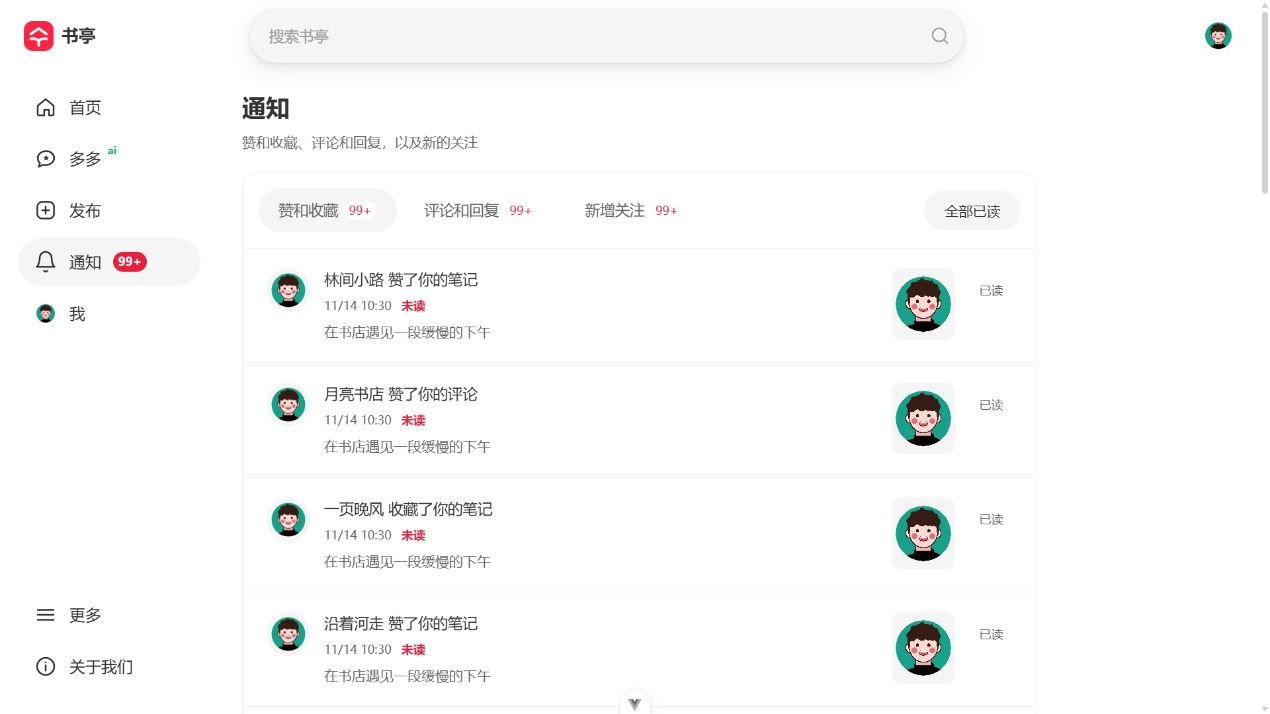 书亭
搜索书亭
首页
多多 ai
发布
通知 99+
我
更多
关于我们
通知
赞和收藏、评论和回复，以及新的关注
赞和收藏 99+ 评论和回复 99+ 新增关注 99+ 全部已读
林间小路 赞了你的笔记
11/14 10:30 未读
在书店遇见一段缓慢的下午
已读
月亮书店 赞了你的评论
11/14 10:30 未读
在书店遇见一段缓慢的下午
已读
一页晚风 收藏了你的笔记
11/14 10:30 未读
在书店遇见一段缓慢的下午
已读
沿着河走 赞了你的笔记
11/14 10:30 未读
在书店遇见一段缓慢的下午
已读